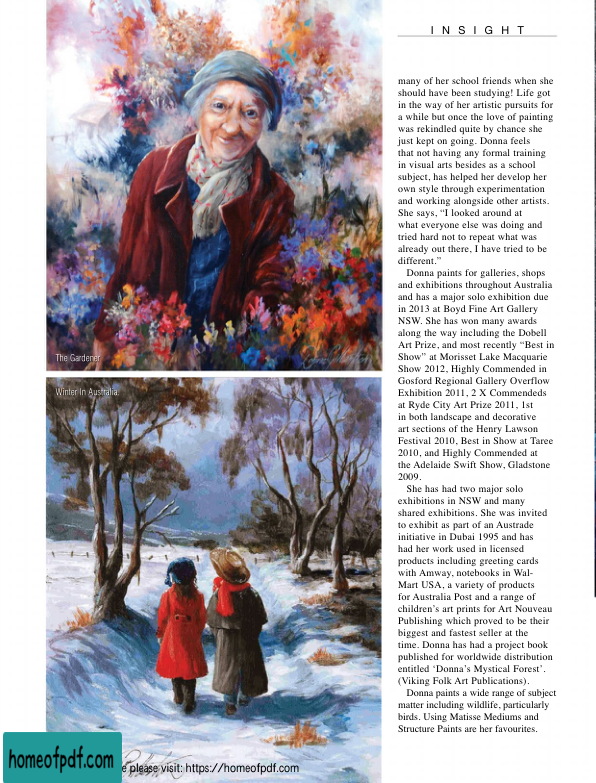 INSIGHT
The Gardener
Winter In Australia.
many of her school friends when she
should have been studying! Life got
in the way of her artistic pursuits for
a while but once the love of painting
was rekindled quite by chance she
just kept on going. Donna feels
that not having any formal training
in visual arts besides as a school
subject, has helped her develop her
own style through experimentation
and working alongside other artists.
She says, “I looked around at
what everyone else was doing and
tried hard not to repeat what was
already out there, I have tried to be
different.”
Donna paints for galleries, shops
and exhibitions throughout Australia
and has a major solo exhibition due
in 2013 at Boyd Fine Art Gallery
NSW. She has won many awards
along the way including the Dobell
Art Prize, and most recently “Best in
Show” at Morisset Lake Macquarie
Show 2012, Highly Commended in
Gosford Regional Gallery Overflow
Exhibition 2011, 2 X Commendeds
at Ryde City Art Prize 2011, 1st
in both landscape and decorative
art sections of the Henry Lawson
Festival 2010, Best in Show at Taree
2010, and Highly Commended at
the Adelaide Swift Show, Gladstone
2009.
She has had two major solo
exhibitions in NSW and many
shared exhibitions. She was invited
to exhibit as part of an Austrade
initiative in Dubai 1995 and has
had her work used in licensed
products including greeting cards
with Amway, notebooks in Wal-
Mart USA, a variety of products
for Australia Post and a range of
children’s art prints for Art Nouveau
Publishing which proved to be their
biggest and fastest seller at the
time. Donna has had a project book
published for worldwide distribution
entitled ‘Donna’s Mystical Forest’.
(Viking Folk Art Publications).
Donna paints a wide range of subject
matter including wildlife, particularly
birds. Using Matisse Mediums and
Structure Paints are her favourites.
homeofpdf.com
please visit: https://homeofpdf.com